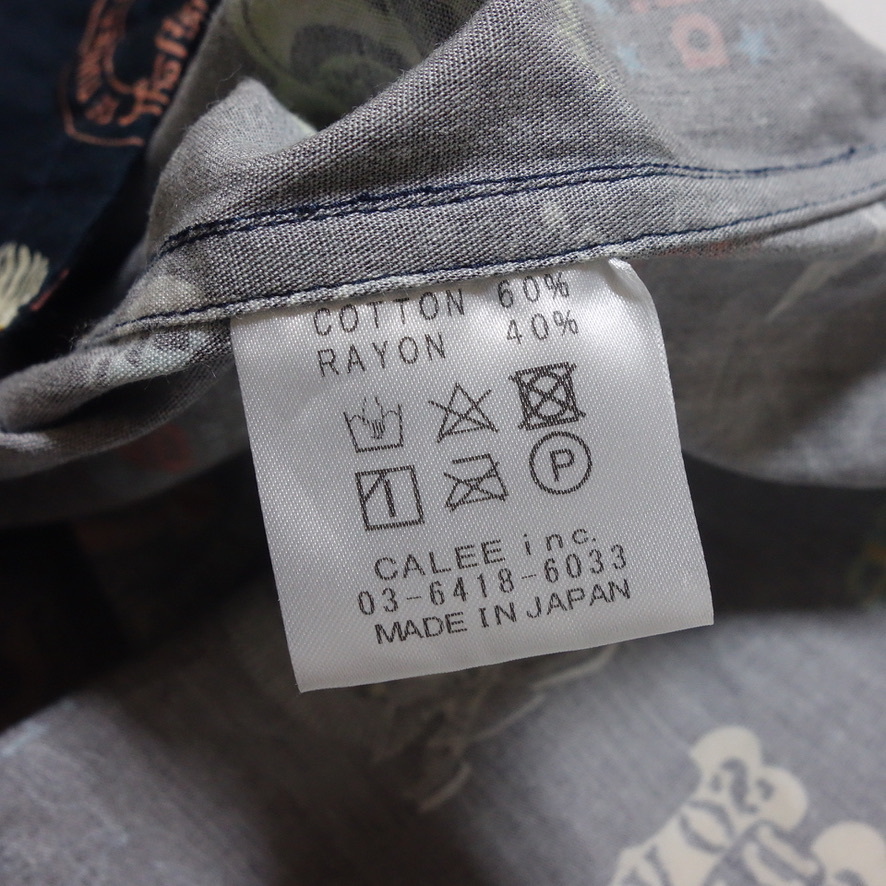 COTTON 60%
RAYON 40%
P
CALEE inc.
03-6418-6033
MADE IN JAPAN